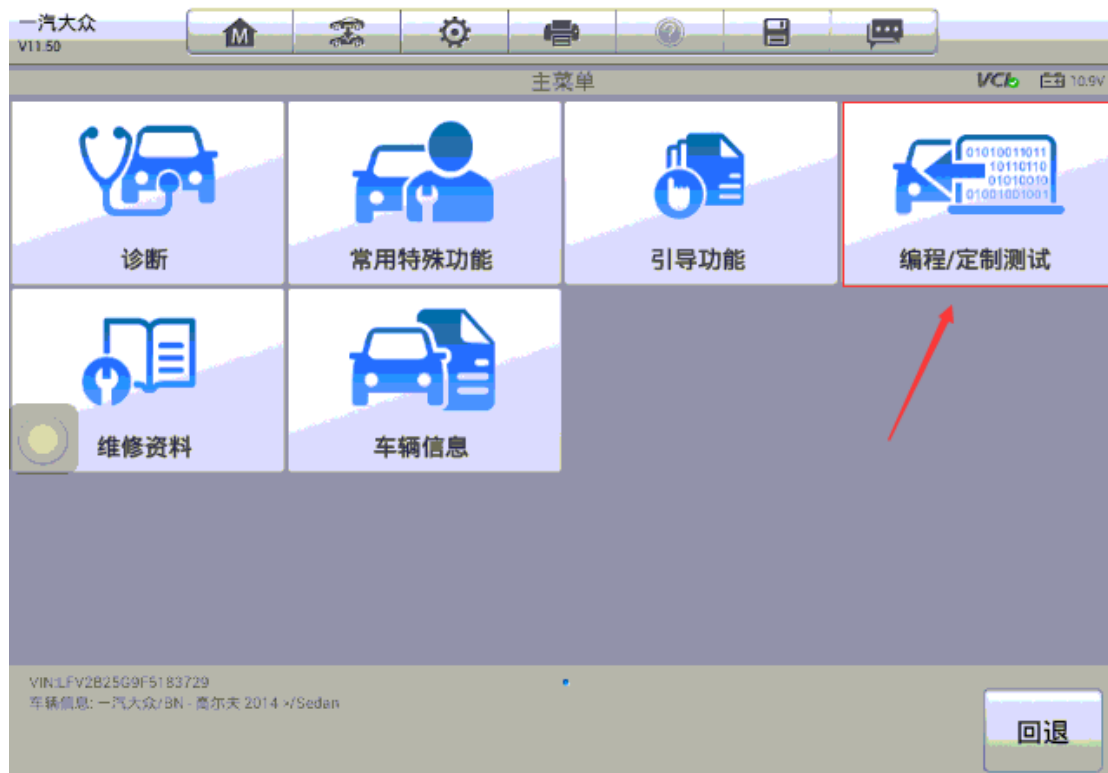 一汽大众
V11.50
M
主菜单
VCI 10.9V
01010011011
10110110
01010010
01001001001
诊断
常用特殊功能
引导功能
编程/定制测试
维修资料
车辆信息
VIN:LFV2B25G9F5183729
车辆信息: 一汽大众/BN - 高尔夫 2014 >/Sedan
回退